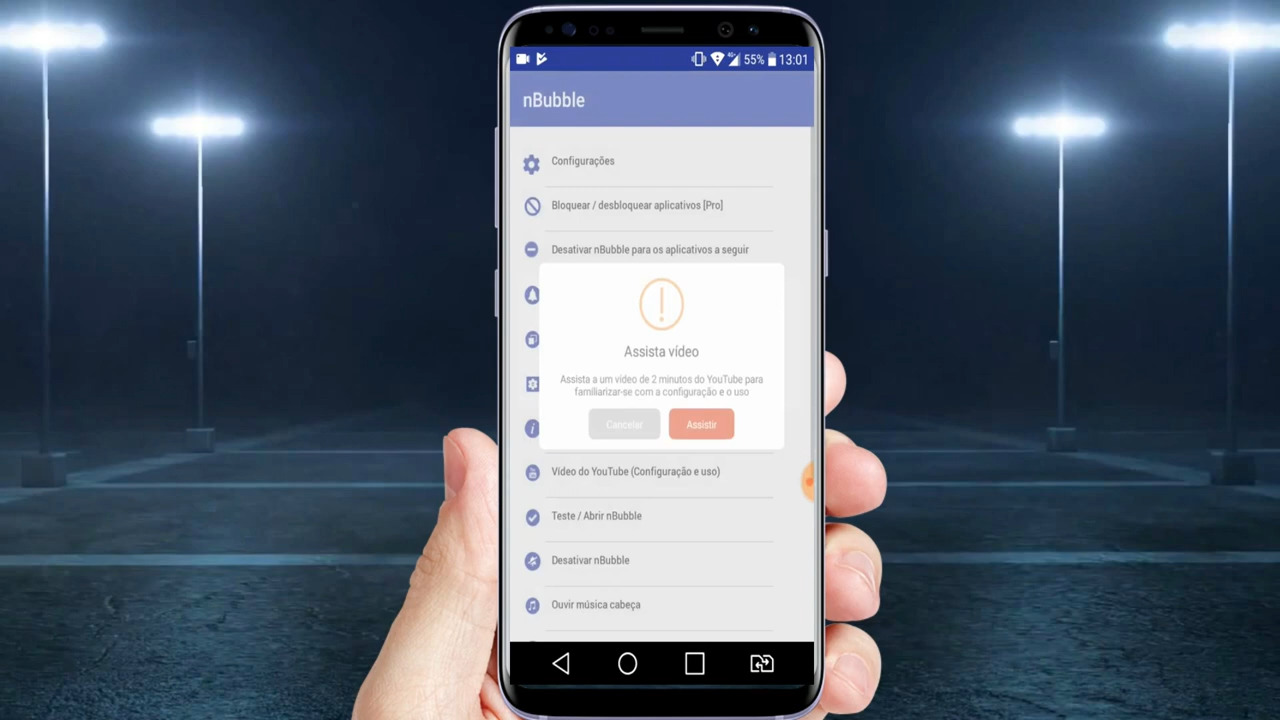 4G 55% 13:01
nBubble
Configurações
Bloquear / desbloquear aplicativos [Pro]
Desativar nBubble para os aplicativos a seguir
Assista vídeo
Assista a um vídeo de 2 minutos do YouTube para
familiarizar-se com a configuração e o uso
Cancelar Assistir
Vídeo do YouTube (Configuração e uso)
Teste / Abrir nBubble
Desativar nBubble
Ouvir música cabeça